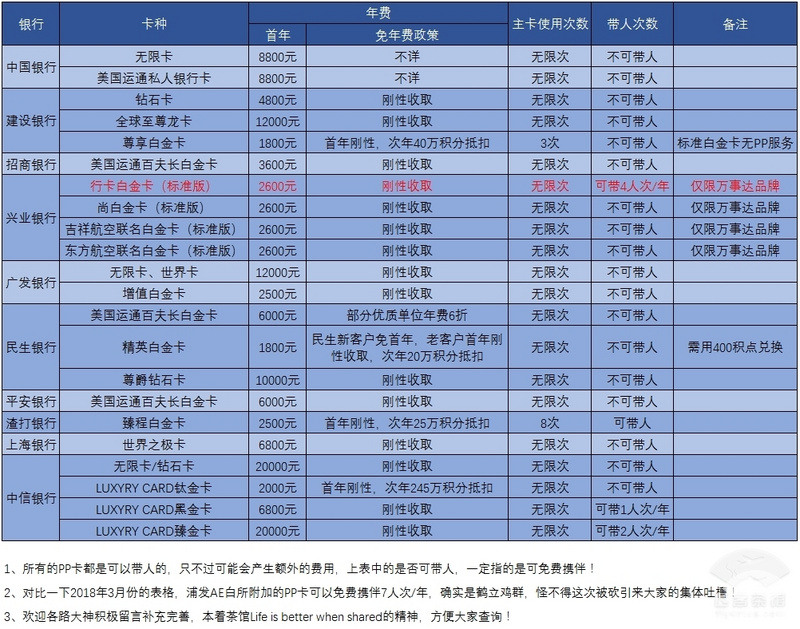 银行 卡种 年费 主卡使用次数 带人次数 备注
首年 免年费政策
中国银行 无限卡 8800元 不详 无限次 不可带人
美国运通私人银行卡 8800元 不详 无限次 不可带人
建设银行 钻石卡 4800元 刚性收取 无限次 不可带人
全球至尊龙卡 12000元 刚性收取 无限次 不可带人
尊享白金卡 1800元 首年刚性，次年40万积分抵扣 3次 不可带人 标准白金卡无PP服务
招商银行 美国运通百夫长白金卡 3600元 刚性收取 无限次 不可带人
兴业银行 行卡白金卡（标准版） 2600元 刚性收取 无限次 可带4人次/年 仅限万事达品牌
尚白金卡（标准版） 2600元 刚性收取 无限次 不可带人 仅限万事达品牌
吉祥航空联名白金卡（标准版） 2600元 刚性收取 无限次 不可带人 仅限万事达品牌
东方航空联名白金卡（标准版） 2600元 刚性收取 无限次 不可带人 仅限万事达品牌
广发银行 无限卡、世界卡 12000元 刚性收取 无限次 不可带人
增值白金卡 2500元 刚性收取 无限次 不可带人
民生银行 美国运通百夫长白金卡 6000元 部分优质单位年费6折 无限次 不可带人
精英白金卡 1800元 民生新客户免首年，老客户首年刚性收取，次年20万积分抵扣 无限次 不可带人 需用400积点兑换
尊爵钻石卡 10000元 刚性收取 无限次 不可带人
平安银行 美国运通百夫长白金卡 6000元 刚性收取 无限次 不可带人
渣打银行 臻程白金卡 2500元 首年刚性，次年25万积分抵扣 8次 可带人
上海银行 世界之极卡 6800元 刚性收取 无限次 不可带人
中信银行 无限卡/钻石卡 20000元 刚性收取 无限次 不可带人
LUXYRY CARD钛金卡 2000元 首年刚性，次年245万积分抵扣 无限次 不可带人
LUXYRY CARD黑金卡 6800元 刚性收取 无限次 可带1人次/年
LUXYRY CARD臻金卡 20000元 刚性收取 无限次 可带2人次/年
1、所有的PP卡都是可以带人的，只不过可能会产生额外的费用，上表中的是否可带人，一定指的是可免费携伴！
2、对比一下2018年3月份的表格，浦发AE白所附加的PP卡可以免费携伴7人次/年，确实是鹤立鸡群，怪不得这次被砍引来大家的集体吐槽！
3、欢迎各路大神积极留言补充完善，本着茶馆Life is better when shared的精神，方便大家查询！